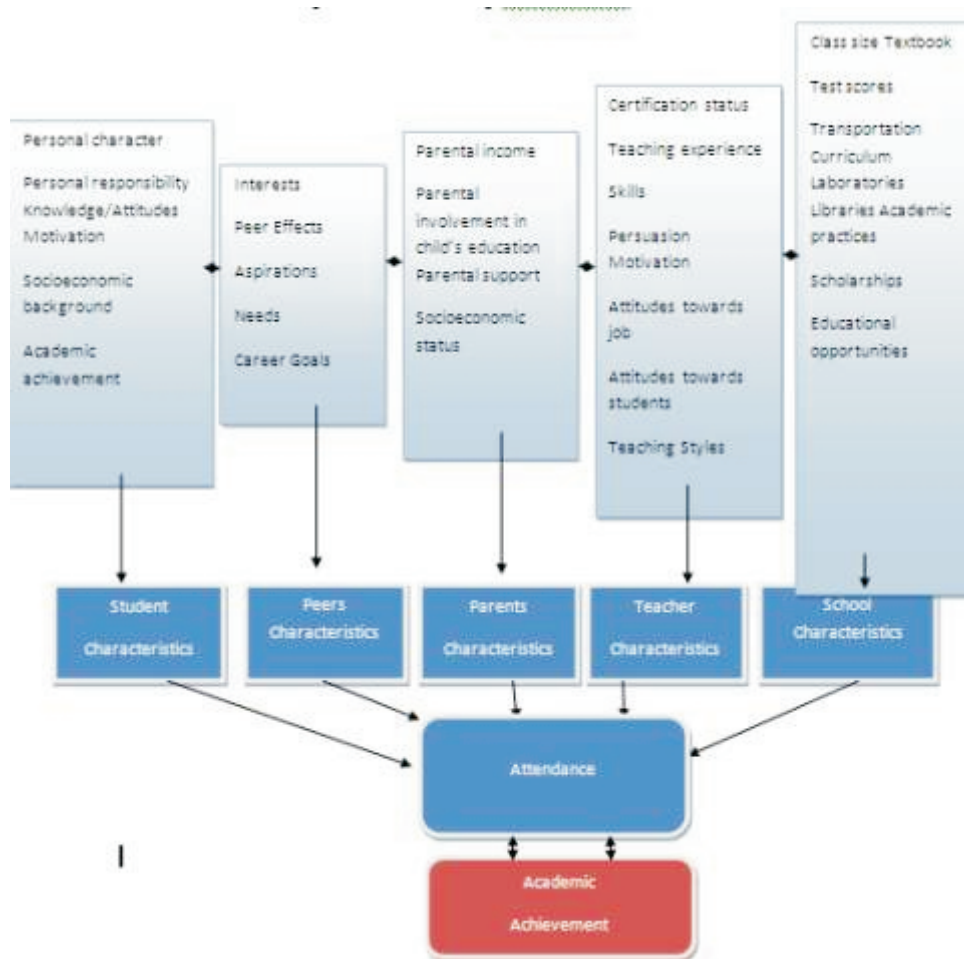 Personal character
Personal responsibility
Knowledge/Attitudes
Motivation
Socioeconomic
background
Academic
achievement
Interests
Peer Effects
Aspirations
Needs
Career Goals
Parental income
Parental
involvement in
child's education
Parental support
Socioeconomic
status
Certification status
Teaching experience
Skills
Persuasion
Motivation
Attitudes towards
job
Attitudes towards
students
Teaching Styles
Class size Textbook
Test scores
Transportation
Curriculum
Laboratories
Libraries Academic
practices
Scholarships
Educational
opportunities
Student
Characteristics
Peers
Characteristics
Parents
Characteristics
Teacher
Characteristics
School
Characteristics
Attendance
Academic
Achievement